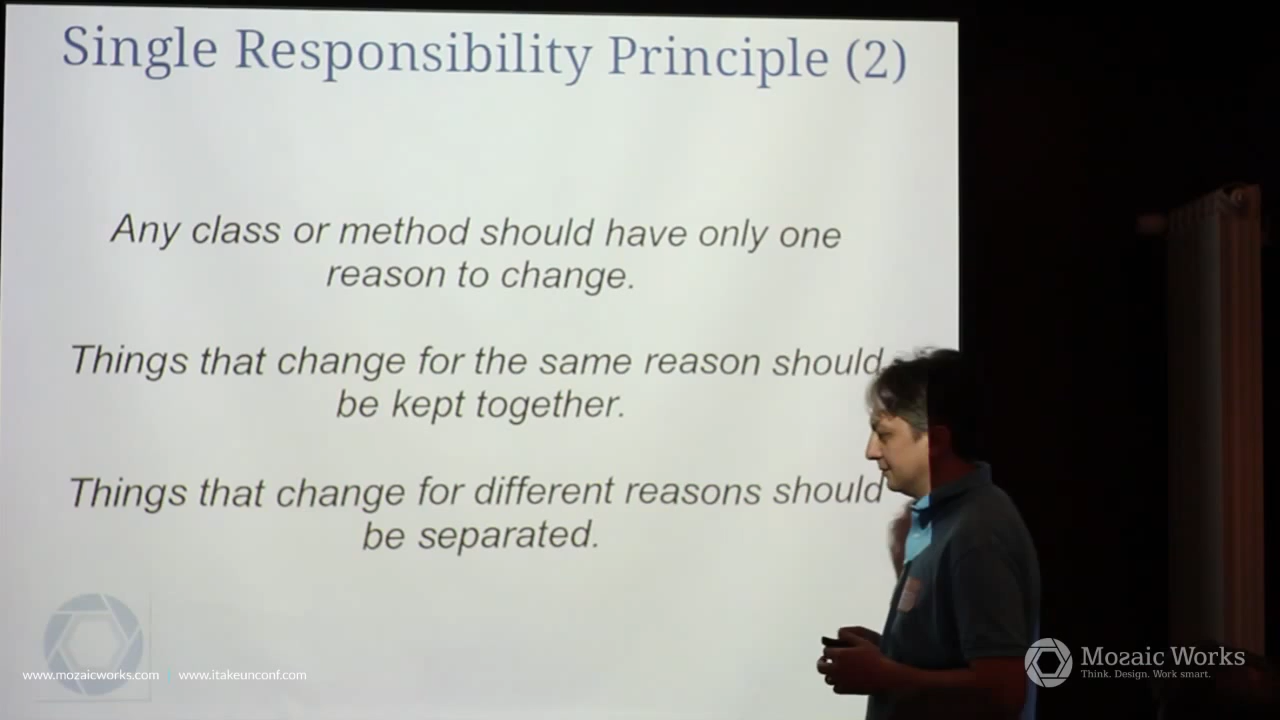 Single Responsibility Principle (2)
Any class or method should have only one
reason to change.
Things that change for the same reason should
be kept together.
Things that change for different reasons should
be separated.
www.mozaicworks.com | www.itakeunconf.com
Mozaic Works
Think. Design. Work smart.